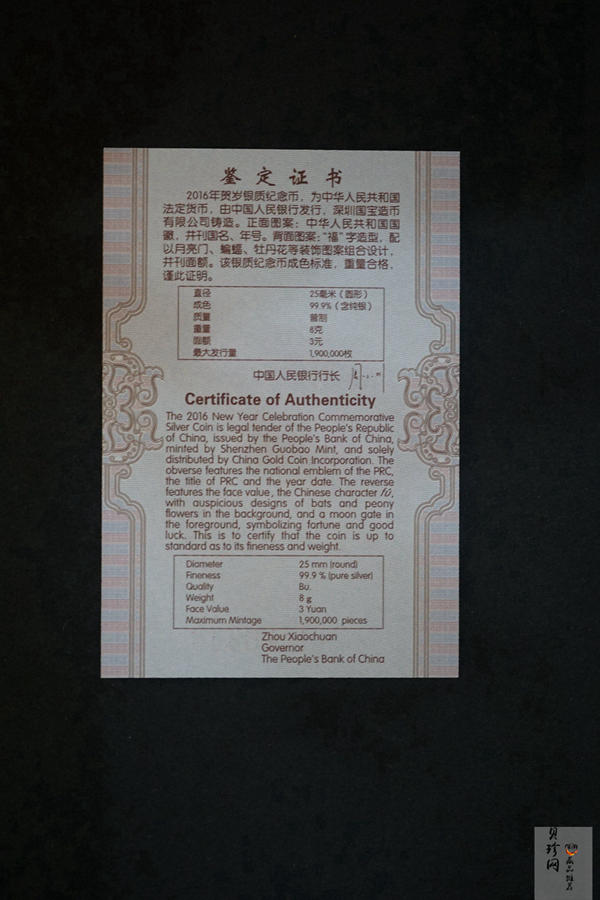 鉴定证书
2016年贺岁银质纪念币，为中华人民共和国
法定货币，由中国人民银行发行，深圳国宝造币
有限公司铸造。正面图案：中华人民共和国国
徽，并刊国名、年号。背面图案：“福”字造型，配
以月亮门、蝙蝠、牡丹花等装饰图案组合设计，
并刊面额。该银质纪念币成色标准，重量合格，
谨此证明。
直径 25毫米（圆形）
成色 99.9%（含纯银）
质量 普制
重量 8克
面额 3元
最大发行量 1,900,000枚
中国人民银行行长
Certificate of Authenticity
The 2016 New Year Celebration Commemorative
Silver Coin is legal tender of the People's Republic
of China, issued by the People's Bank of China,
minted by Shenzhen Guobao Mint, and solely
distributed by China Gold Coin Incorporation. The
obverse features the national emblem of the PRC,
the title of PRC and the year date. The reverse
features the face value, the Chinese character fú,
with auspicious designs of bats and peony
flowers in the background, and a moon gate in
the foreground, symbolizing fortune and good
luck. This is to certify that the coin is up to
standard as to its fineness and weight.
Diameter 25 mm (round)
Fineness 99.9 % (pure silver)
Quality Bu.
Weight 8 g
Face Value 3 Yuan
Maximum Mintage 1,900,000 pieces
Zhou Xiaochuan
Governor
The People's Bank of China
贝珍网